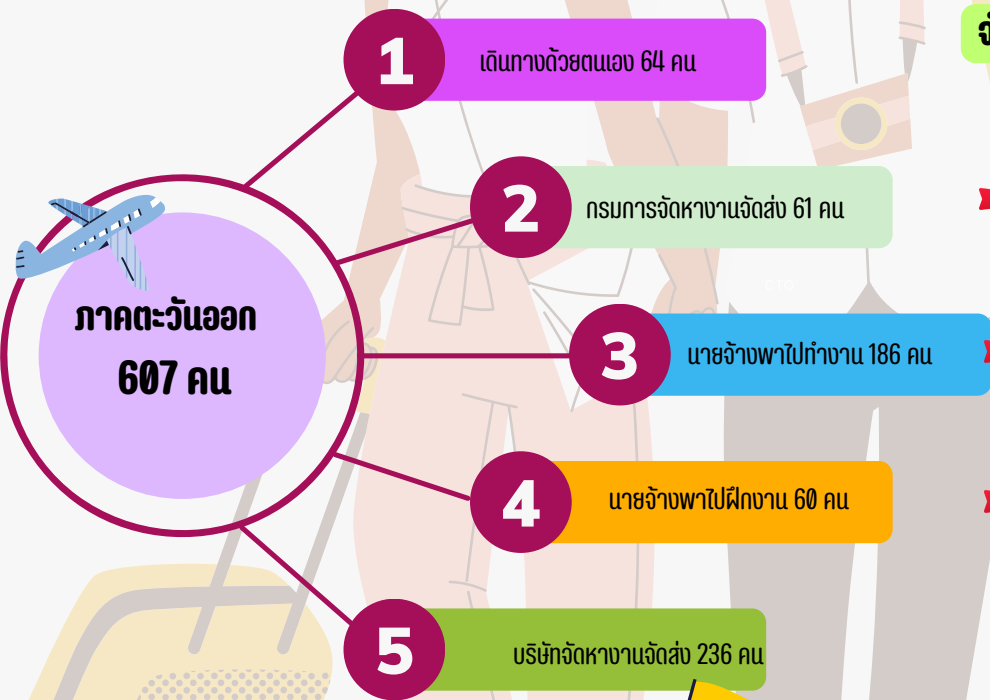 1
เดินทางด้วยตนเอง 64 คน
2
กรมการจัดหางานจัดส่ง 61 คน
ภาคตะวันออก
607 คน
3
นายจ้างพาไปทำงาน 186 คน
4
นายจ้างพาไปฝึกงาน 60 คน
5
บริษัทจัดหางานจัดส่ง 236 คน